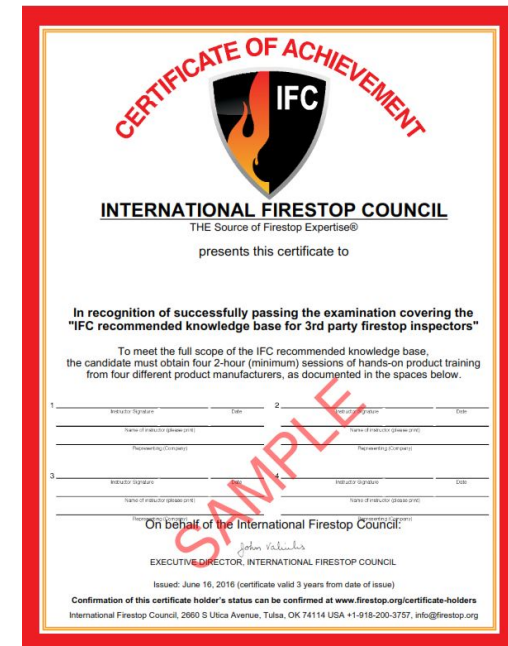 CERTIFICATE OF ACHIEVEMENT
IFC
INTERNATIONAL FIRESTOP COUNCIL
THE Source of Firestop Expertise®
presents this certificate to
In recognition of successfully passing the examination covering the
"IFC recommended knowledge base for 3rd party firestop inspectors"
To meet the full scope of the IFC recommended knowledge base,
the candidate must obtain four 2-hour (minimum) sessions of hands-on product training
from four different product manufacturers, as documented in the spaces below.
1 2
Instructor Signature Date Instructor Signature Date
Name of Instructor (please print) Name of Instructor (please print)
Representing (Company) Representing (Company)
3 4
Instructor Signature Date Instructor Signature Date
Name of Instructor (please print) Name of Instructor (please print)
Representing (Company) Representing (Company)
SAMPLE
On behalf of the International Firestop Council:
John Valiulis
EXECUTIVE DIRECTOR, INTERNATIONAL FIRESTOP COUNCIL
Issued: June 16, 2016 (certificate valid 3 years from date of issue)
Confirmation of this certificate holder's status can be confirmed at www.firestop.org/certificate-holders
International Firestop Council, 2660 S Utica Avenue, Tulsa, OK 74114 USA +1-918-200-3757, info@firestop.org